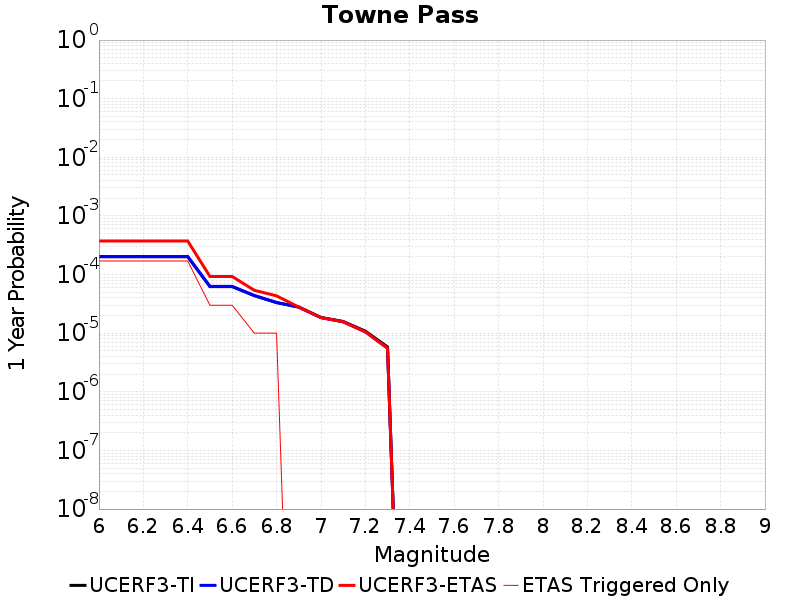 Towne Pass
1 Year Probability
10^0
10^-1
10^-2
10^-3
10^-4
10^-5
10^-6
10^-7
10^-8
6 6.2 6.4 6.6 6.8 7 7.2 7.4 7.6 7.8 8 8.2 8.4 8.6 8.8 9
Magnitude
UCERF3-TI UCERF3-TD UCERF3-ETAS ETAS Triggered Only